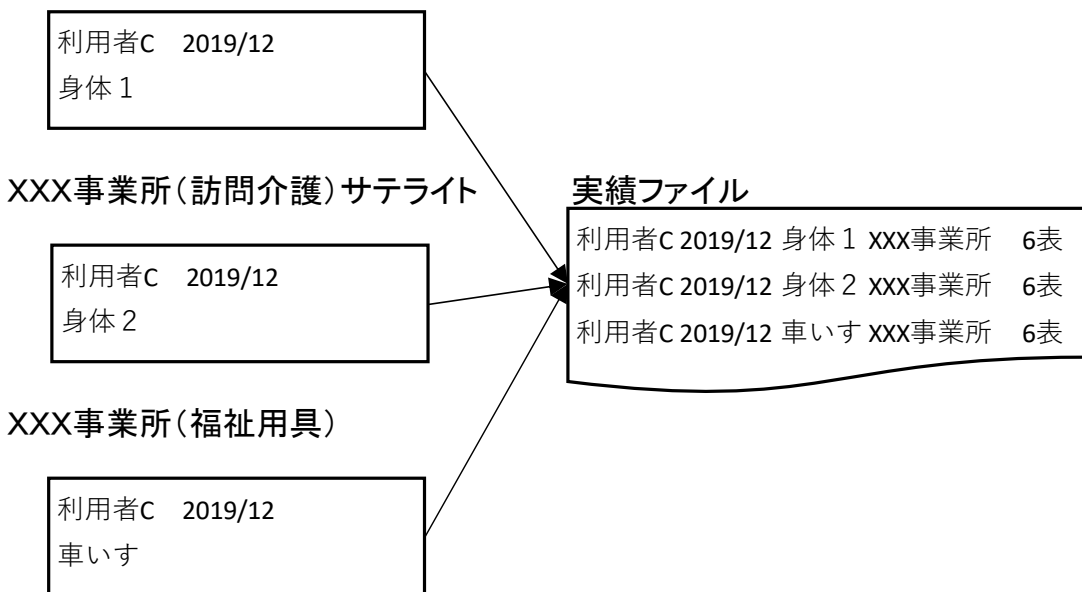 利用者C　2019/12
身体１
XXX事業所（訪問介護）サテライト
利用者C　2019/12
身体２
XXX事業所（福祉用具）
利用者C　2019/12
車いす
実績ファイル
利用者C 2019/12 身体１ XXX事業所　6表
利用者C 2019/12 身体２ XXX事業所　6表
利用者C 2019/12 車いす XXX事業所　6表